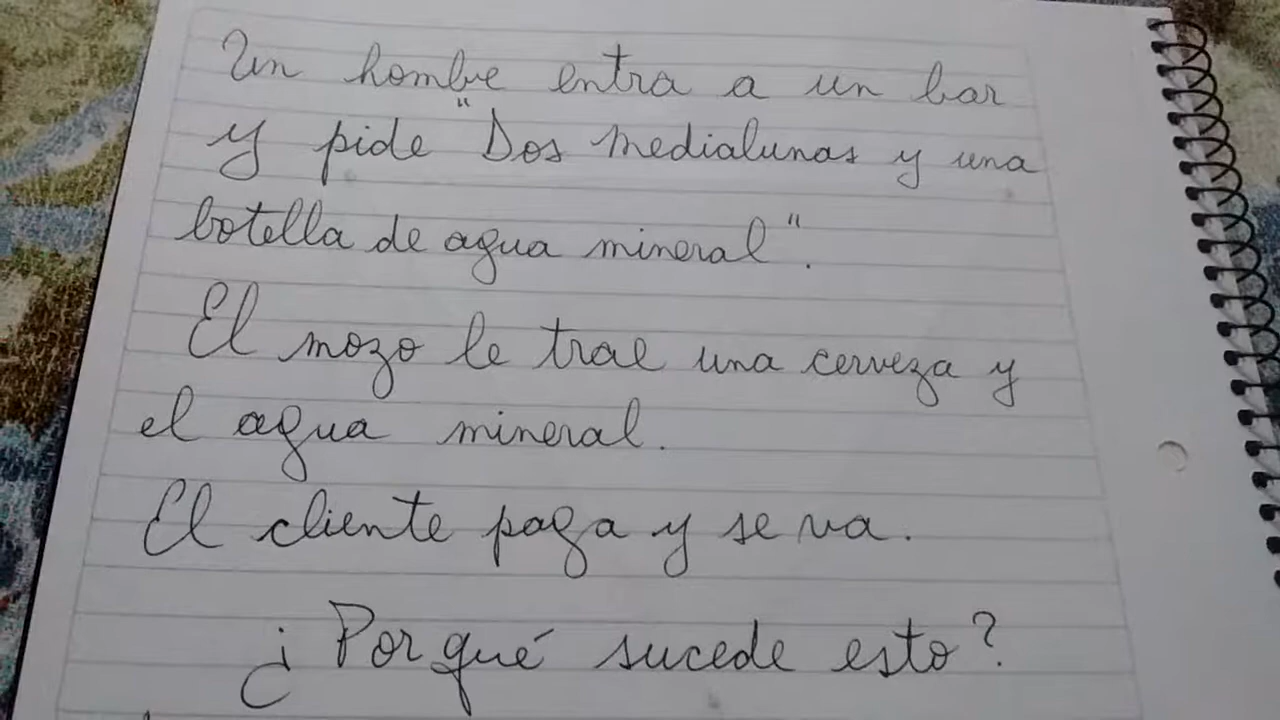 Un hombre entra a un bar
y pide "Dos medialunas y una
botella de agua mineral".
El mozo le trae una cerveza y
el agua mineral.
El cliente paga y se va.
¿Porqué sucede esto?